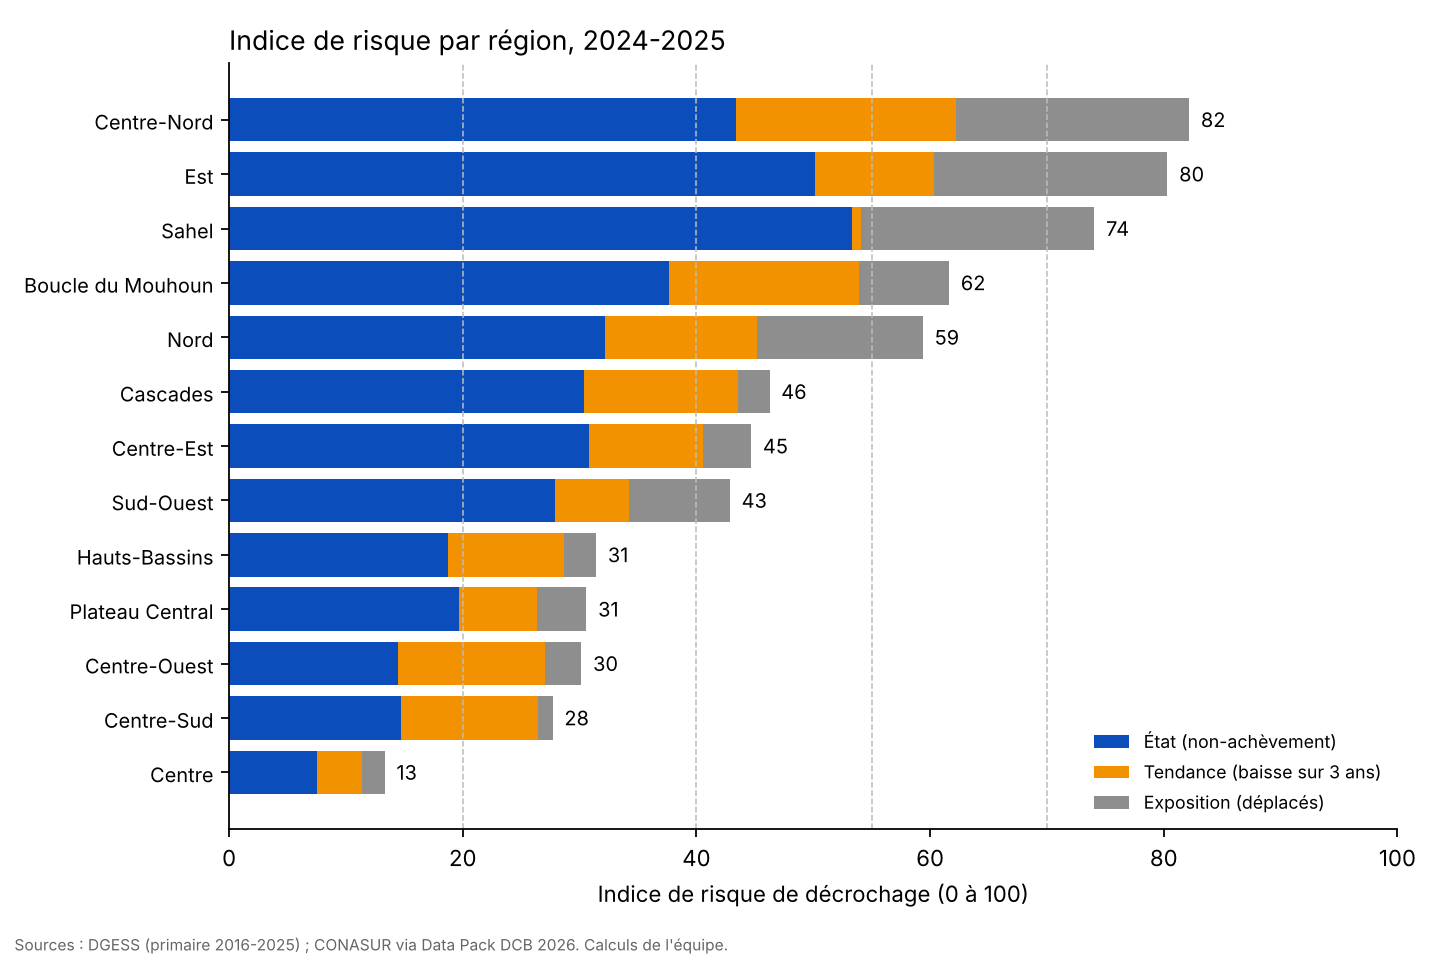 Indice de risque par région, 2024-2025
Centre-Nord 82
Est 80
Sahel 74
Boucle du Mouhoun 62
Nord 59
Cascades 46
Centre-Est 45
Sud-Ouest 43
Hauts-Bassins 31
Plateau Central 31
Centre-Ouest 30
Centre-Sud 28
Centre 13
État (non-achèvement)
Tendance (baisse sur 3 ans)
Exposition (déplacés)
0 20 40 60 80 100
Indice de risque de décrochage (0 à 100)
Sources : DGESS (primaire 2016-2025) ; CONASUR via Data Pack DCB 2026. Calculs de l'équipe.